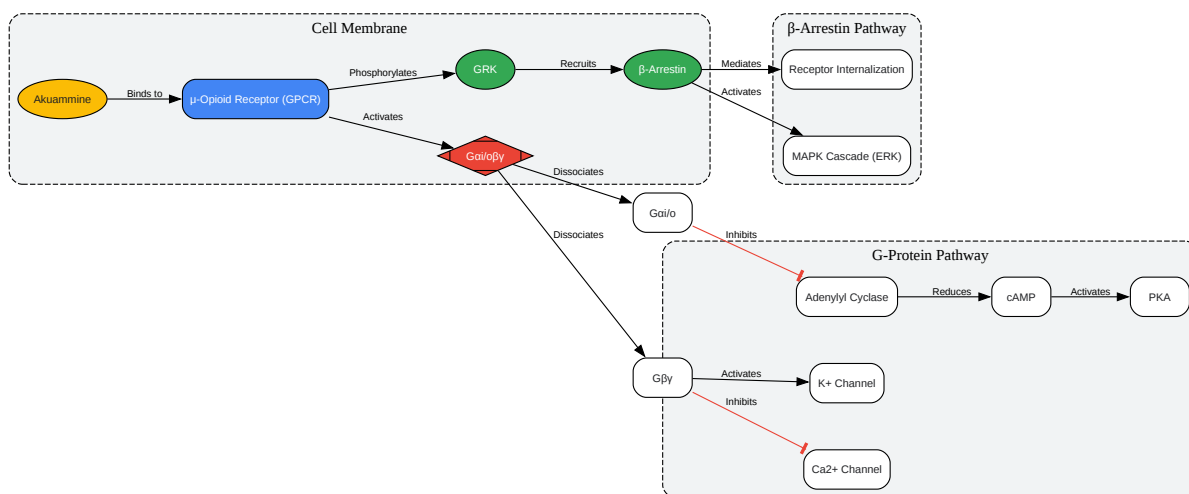 Cell Membrane
β-Arrestin Pathway
Akuammine
Binds to
μ-Opioid Receptor (GPCR)
Phosphorylates
GRK
Recruits
β-Arrestin
Mediates
Receptor Internalization
Activates
Activates
MAPK Cascade (ERK)
Gαi/oβγ
Dissociates
Gαi/o
Dissociates
Inhibits
G-Protein Pathway
Adenylyl Cyclase
Reduces
cAMP
Activates
PKA
Gβγ
Activates
K+ Channel
Inhibits
Ca2+ Channel